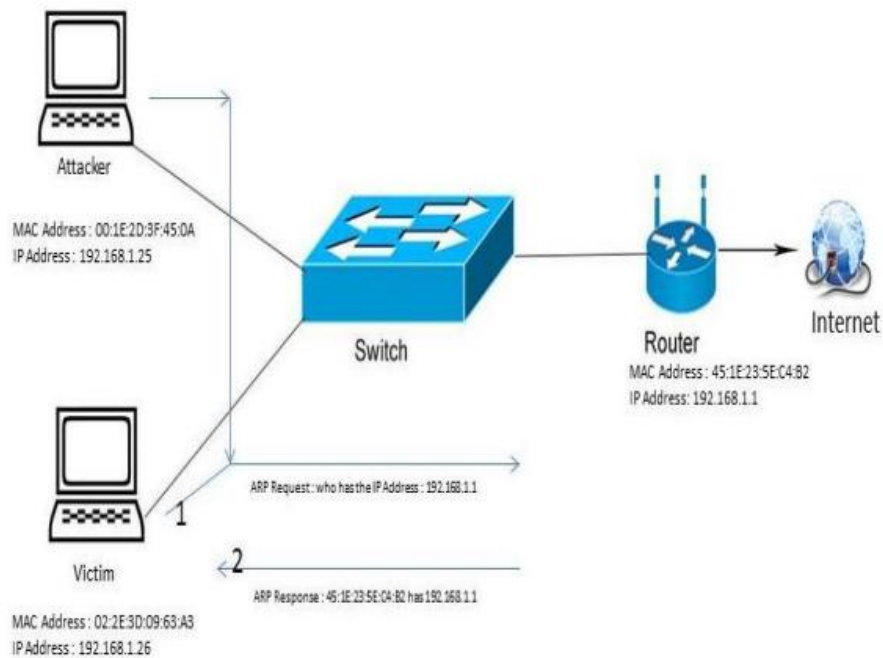 Attacker
MAC Address : 00:1E:2D:3F:45:0A
IP Address : 192.168.1.25
Switch
Router
MAC Address : 45:1E:23:5E:C4:B2
IP Address: 192.168.1.1
Internet
ARP Request : who has the IP Address : 192.168.1.1
1
2
ARP Response : 45:1E:23:5E:C4:B2 has 192.168.1.1
Victim
MAC Address : 02:2E:3D:09:63:A3
IP Address : 192.168.1.26